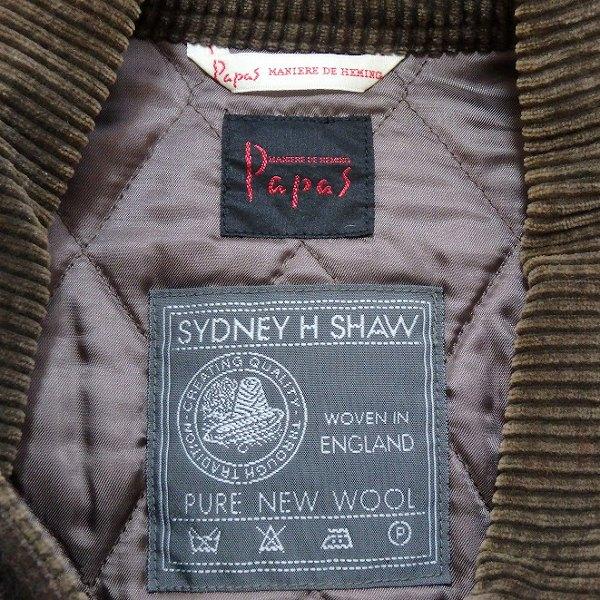 Papas MANIERE DE HEMING
MANIERE DE HEMING
Papas
SYDNEY H SHAW
CREATING QUALITY
THROUGH TRADITION
WOVEN IN
ENGLAND
PURE NEW WOOL
P